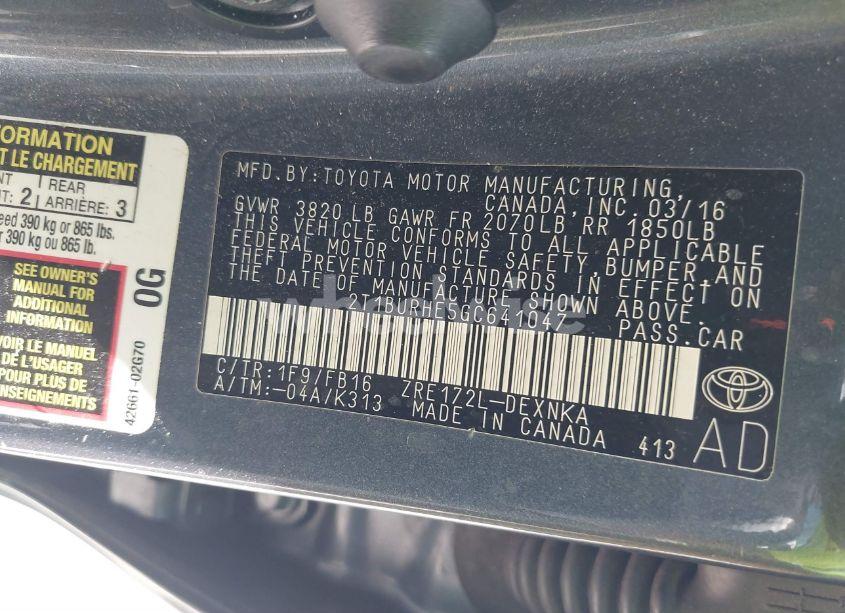 FORMATION
T LE CHARGEMENT
NT
REAR
T: 2
ARRIÈRE: 3
eed 390 kg or 865 lbs.
r 390 kg ou 865 lb.
SEE OWNER'S
MANUAL FOR
ADDITIONAL
INFORMATION
VOIR LE MANUEL
DE L'USAGER
POUR PLUS DE
RENSEIGNEMENTS
0G
42661-02G70
MFD.BY:TOYOTA MOTOR MANUFACTURING,
CANADA, INC. 03/16
GVWR 3820 LB GAWR FR 2070LB RR 1850LB
THIS VEHICLE CONFORMS TO ALL APPLICABLE
FEDERAL MOTOR VEHICLE SAFETY, BUMPER AND
THEFT PREVENTION STANDARDS IN EFFECT ON
THE DATE OF MANUFACTURE SHOWN ABOVE.
2T1BURHE5GC641047 PASS.CAR
C/TR:1F9/FB16 ZRE172L-DEXNKA
A/TM:-04A/K313 MADE IN CANADA
413
AD